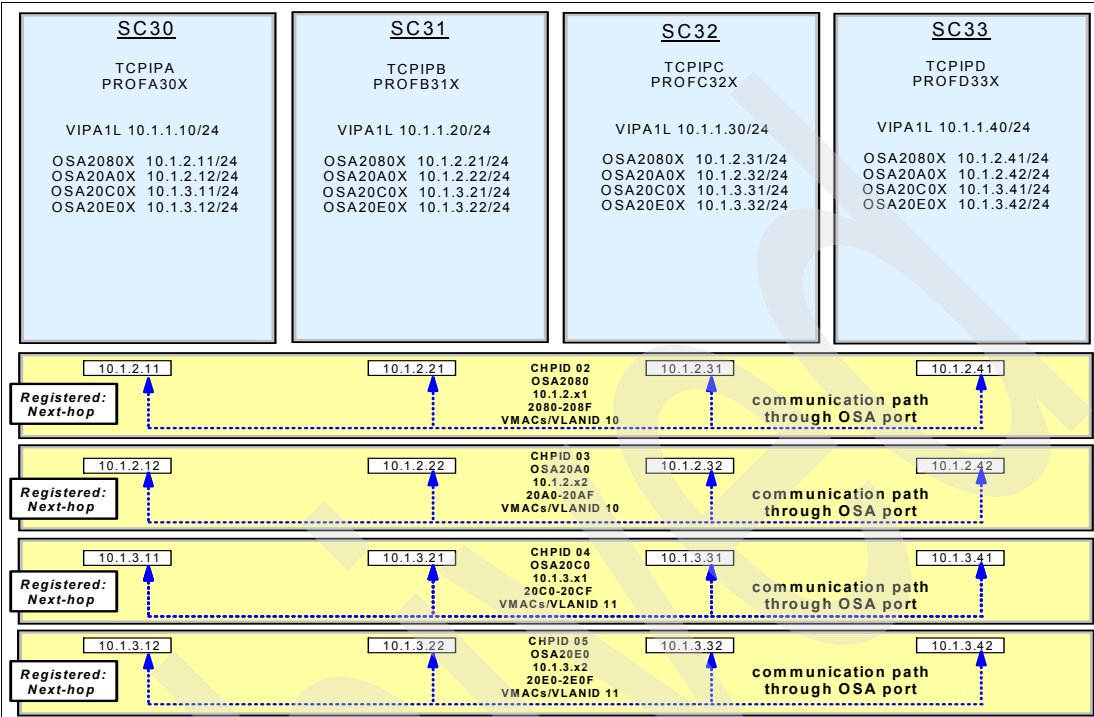 SC30
TCPIPA
PROFA30X
VIPA1L 10.1.1.10/24
OSA2080X 10.1.2.11/24
OSA20A0X 10.1.2.12/24
OSA20C0X 10.1.3.11/24
OSA20E0X 10.1.3.12/24
SC31
TCPIPB
PROFB31X
VIPA1L 10.1.1.20/24
OSA2080X 10.1.2.21/24
OSA20A0X 10.1.2.22/24
OSA20C0X 10.1.3.21/24
OSA20E0X 10.1.3.22/24
SC32
TCPIPC
PROFC32X
VIPA1L 10.1.1.30/24
OSA2080X 10.1.2.31/24
OSA20A0X 10.1.2.32/24
OSA20C0X 10.1.3.31/24
OSA20E0X 10.1.3.32/24
SC33
TCPIPD
PROFD33X
VIPA1L 10.1.1.40/24
OSA2080X 10.1.2.41/24
OSA20A0X 10.1.2.42/24
OSA20C0X 10.1.3.41/24
OSA20E0X 10.1.3.42/24
Registered:
Next-hop
10.1.2.11
10.1.2.21
CHPID 02
OSA2080
10.1.2.x1
2080-208F
VMACs/VLANID 10
10.1.2.31
communication path
through OSA port
10.1.2.41
Registered:
Next-hop
10.1.2.12
10.1.2.22
CHPID 03
OSA20A0
10.1.2.x2
20A0-20AF
VMACs/VLANID 10
10.1.2.32
communication path
through OSA port
10.1.2.42
Registered:
Next-hop
10.1.3.11
10.1.3.21
CHPID 04
OSA20C0
10.1.3.x1
20C0-20CF
VMACs/VLANID 11
10.1.3.31
communication path
through OSA port
10.1.3.41
Registered:
Next-hop
10.1.3.12
10.1.3.22
CHPID 05
OSA20E0
10.1.3.x2
20E0-2E0F
VMACs/VLANID 11
10.1.3.32
communication path
through OSA port
10.1.3.42